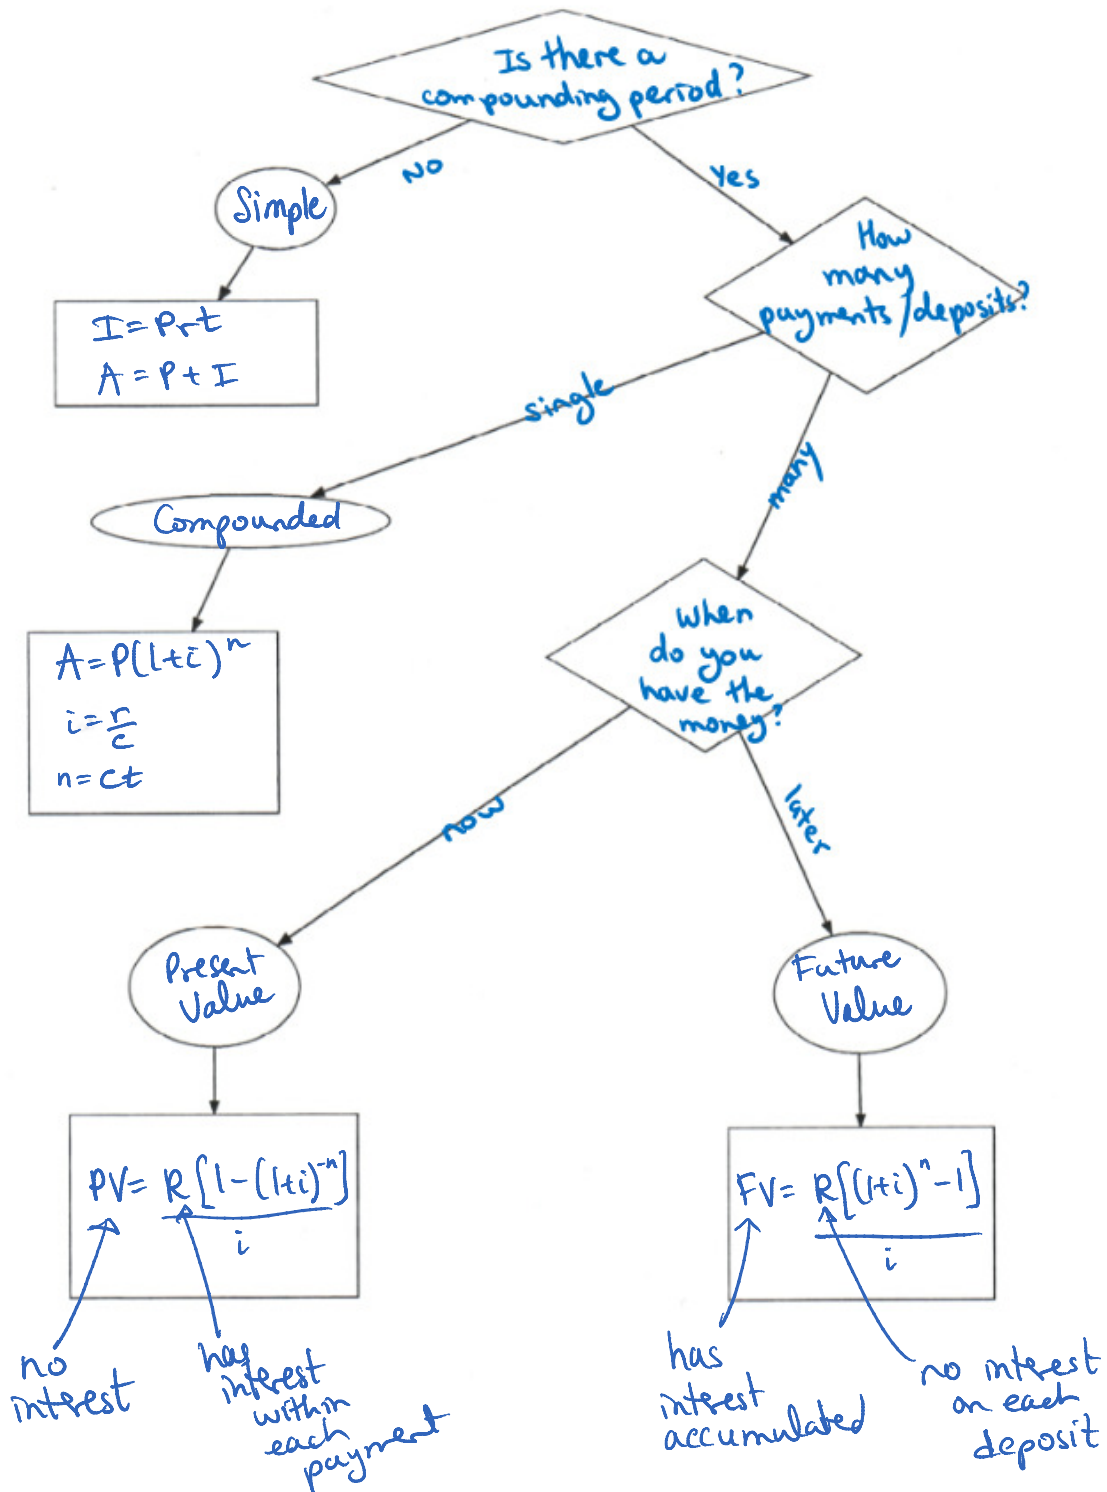 Is there a
compounding period?
NO
Yes
Simple
How
many
payments/deposits?
I = Prt
A = P + I
single
many
Compounded
A = P(1+i)^n
i = r/c
n = ct
When
do you
have the
money?
now
later
Present
Value
Future
Value
PV = R[1-(1+i)^-n]
i
FV = R[(1+i)^n-1]
i
no
interest
has
interest
within
each
payment
has
interest
accumulated
no interest
on each
deposit